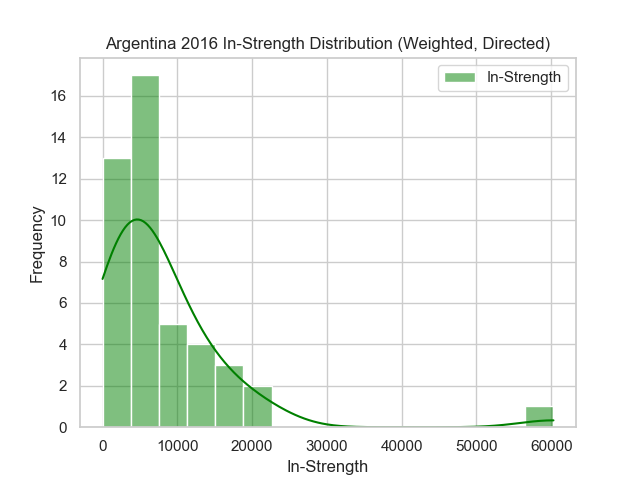 Argentina 2016 In-Strength Distribution (Weighted, Directed)
In-Strength
16
14
12
10
8
6
4
2
0
Frequency
0 10000 20000 30000 40000 50000 60000
In-Strength